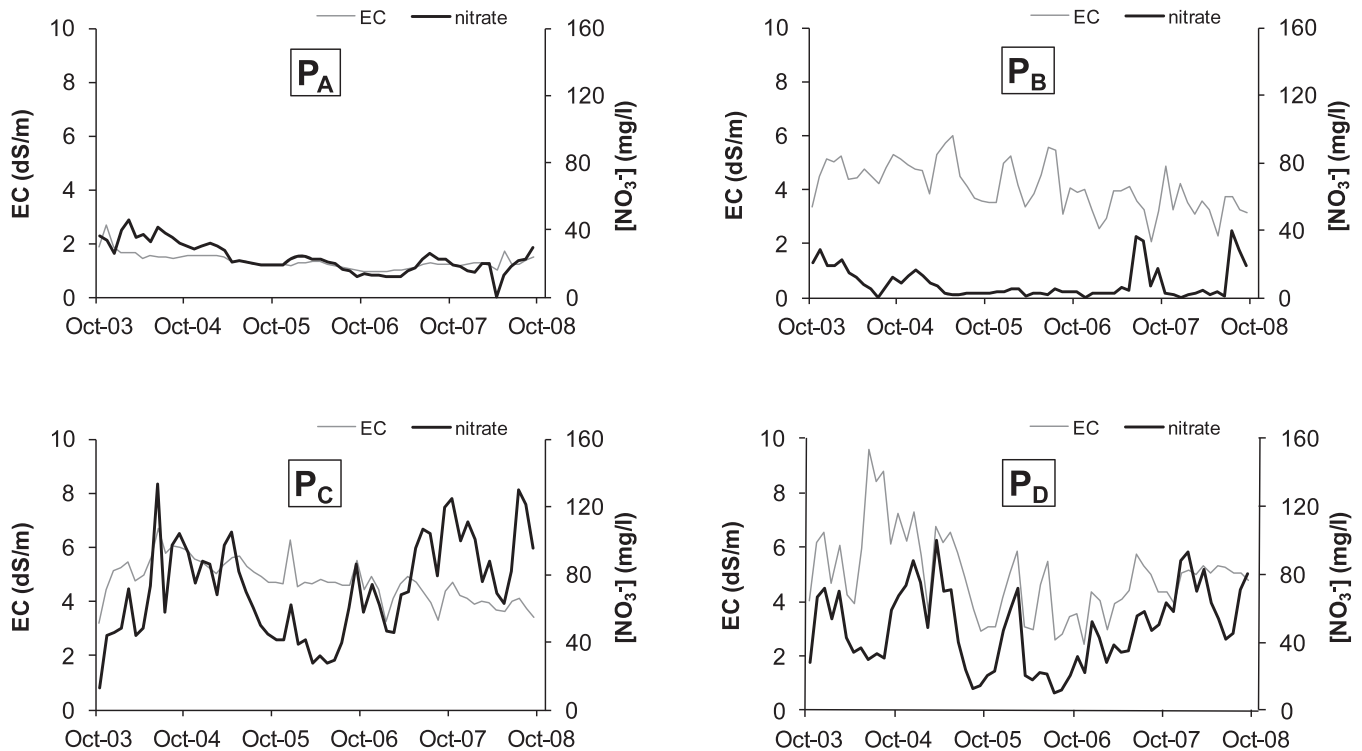 EC nitrate
10 160
8 120
6 80
4 40
2 0
0
EC (dS/m)
[NO3-] (mg/l)
PA
Oct-03 Oct-04 Oct-05 Oct-06 Oct-07 Oct-08
EC nitrate
10 160
8 120
6 80
4 40
2 0
0
EC (dS/m)
[NO3-] (mg/l)
PB
Oct-03 Oct-04 Oct-05 Oct-06 Oct-07 Oct-08
EC nitrate
10 160
8 120
6 80
4 40
2 0
0
EC (dS/m)
[NO3-] (mg/l)
PC
Oct-03 Oct-04 Oct-05 Oct-06 Oct-07 Oct-08
EC nitrate
10 160
8 120
6 80
4 40
2 0
0
EC (dS/m)
[NO3-] (mg/l)
PD
Oct-03 Oct-04 Oct-05 Oct-06 Oct-07 Oct-08